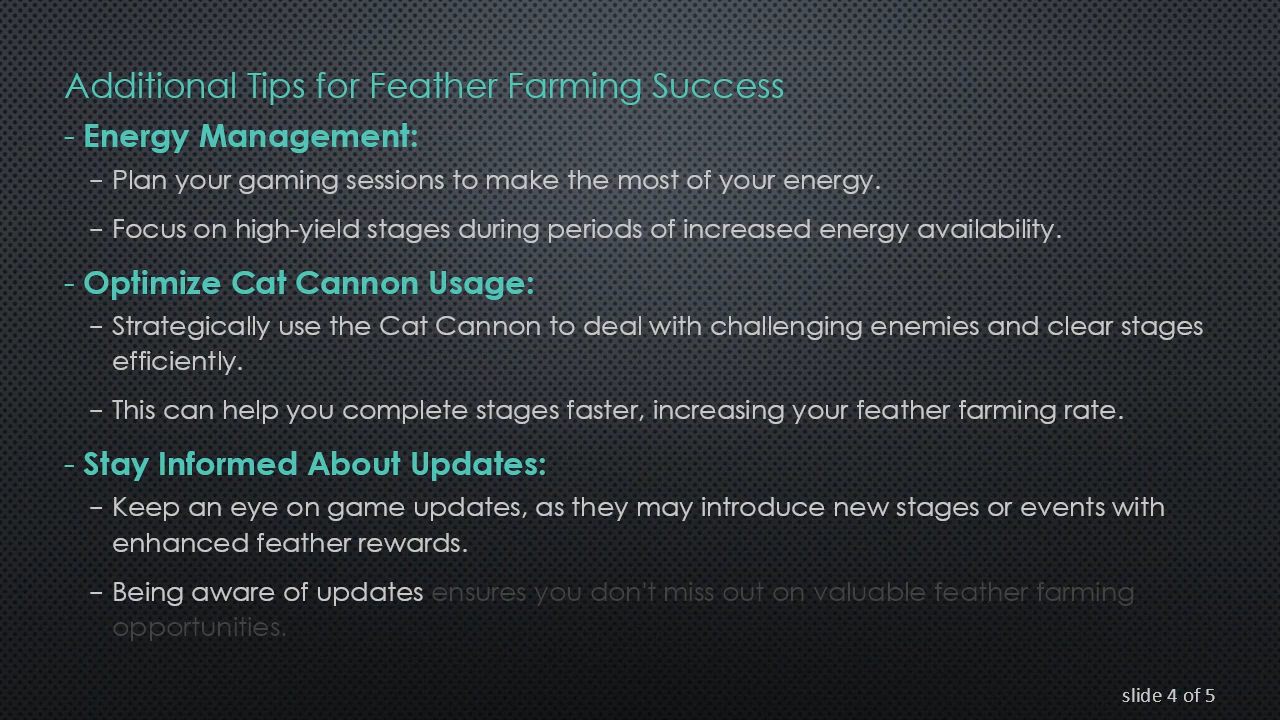 Additional Tips for Feather Farming Success
- Energy Management:
– Plan your gaming sessions to make the most of your energy.
– Focus on high-yield stages during periods of increased energy availability.
- Optimize Cat Cannon Usage:
– Strategically use the Cat Cannon to deal with challenging enemies and clear stages
efficiently.
– This can help you complete stages faster, increasing your feather farming rate.
- Stay Informed About Updates:
– Keep an eye on game updates, as they may introduce new stages or events with
enhanced feather rewards.
– Being aware of updates ensures you don't miss out on valuable feather farming
opportunities.
slide 4 of 5